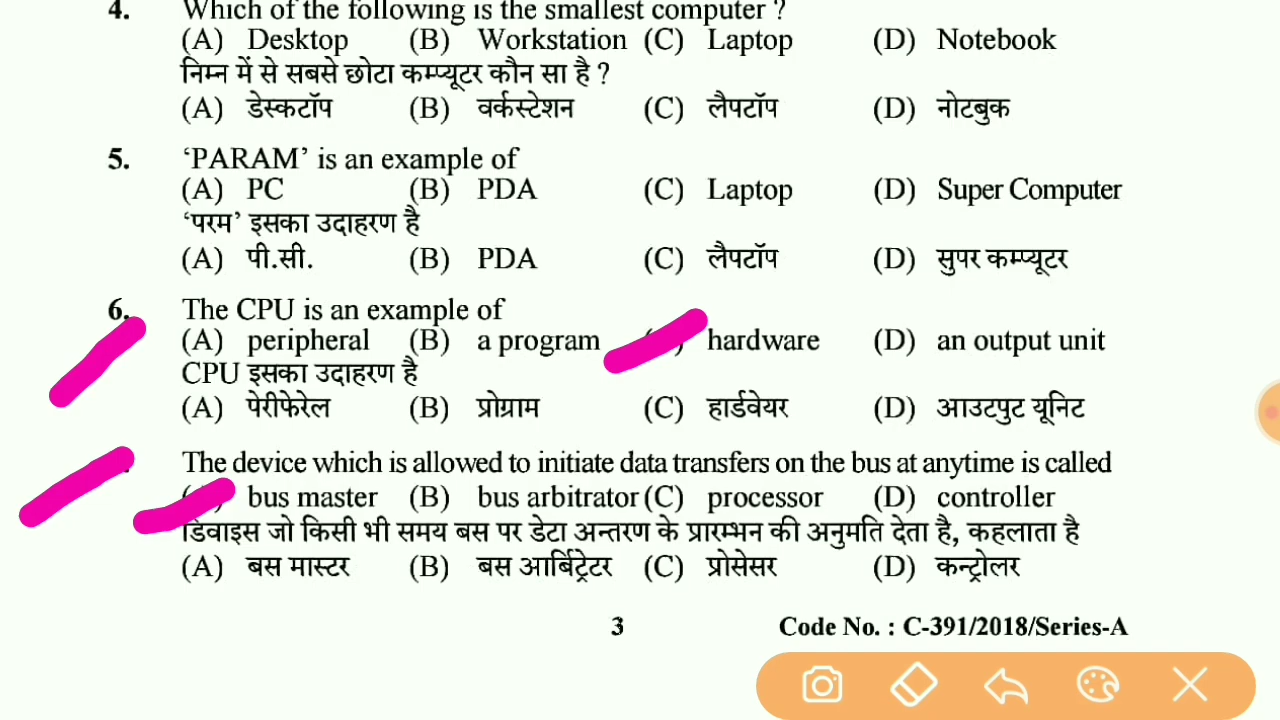 4. Which of the following is the smallest computer ?
(A) Desktop (B) Workstation (C) Laptop (D) Notebook
निम्न में से सबसे छोटा कम्प्यूटर कौन सा है ?
(A) डेस्कटॉप (B) वर्कस्टेशन (C) लैपटॉप (D) नोटबुक
5. ‘PARAM’ is an example of
(A) PC (B) PDA (C) Laptop (D) Super Computer
‘परम’ इसका उदाहरण है
(A) पी.सी. (B) PDA (C) लैपटॉप (D) सुपर कम्प्यूटर
6. The CPU is an example of
(A) peripheral (B) a program hardware (D) an output unit
CPU इसका उदाहरण है
(A) पेरीफेरेल (B) प्रोग्राम (C) हार्डवेयर (D) आउटपुट यूनिट
The device which is allowed to initiate data transfers on the bus at anytime is called
bus master (B) bus arbitrator (C) processor (D) controller
डिवाइस जो किसी भी समय बस पर डेटा अन्तरण के प्रारम्भन की अनुमति देता है, कहलाता है
(A) बस मास्टर (B) बस आर्बिट्रेटर (C) प्रोसेसर (D) कन्ट्रोलर
3 Code No. : C-391/2018/Series-A